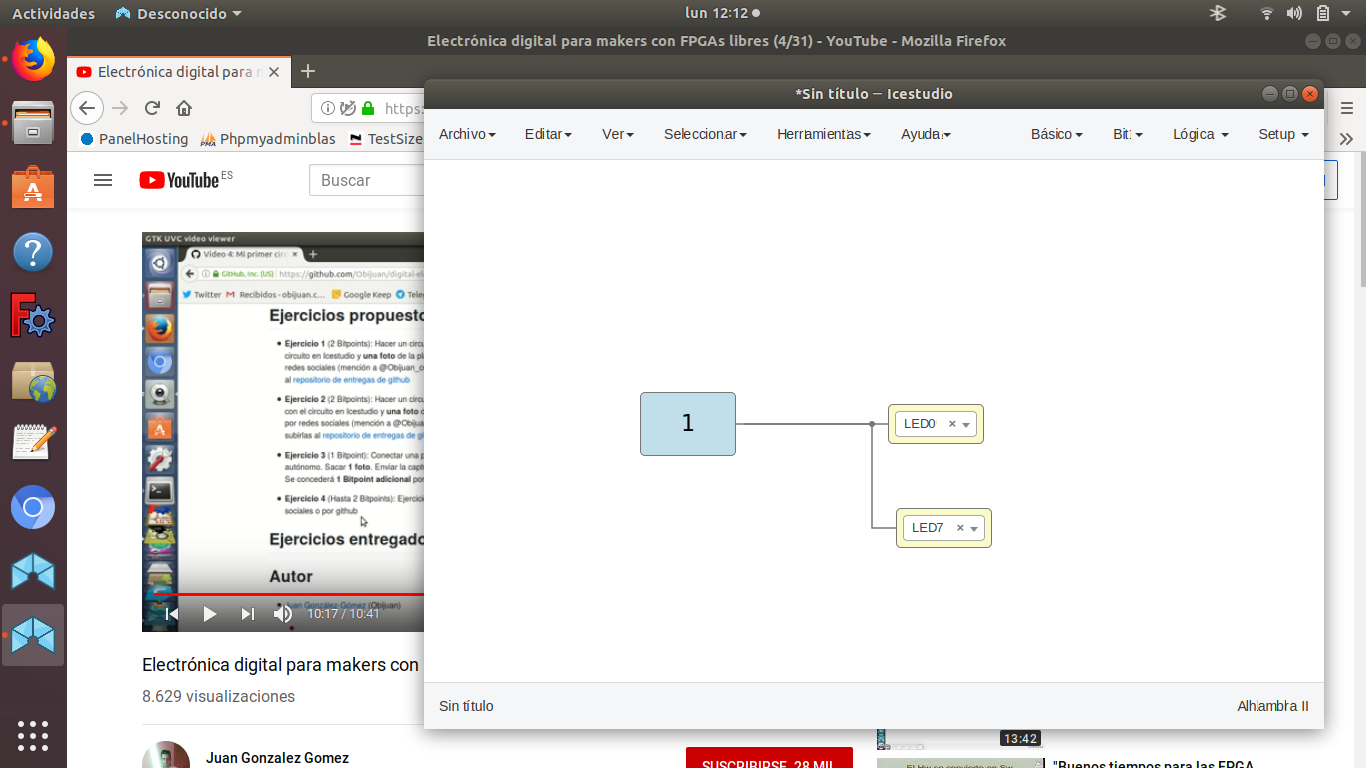 Actividades Desconocido lun 12:12
Electrónica digital para makers con FPGAs libres (4/31) - YouTube - Mozilla Firefox
Electrónica digital para m
*Sin título ─ Icestudio
https:
Archivo Editar Ver Seleccionar Herramientas Ayuda Básico Bit Lógica Setup
PanelHosting PMA Phpmyadminblas TestSize
YouTube ES Buscar
GTK UVC video viewer
Vídeo 4: Mi primer circ
GitHub, Inc. (US) https://github.com/Obijuan/digital-el
Twitter Recibidos - obijuan.c... Google Keep Teleg
Ejercicios propuesto
Ejercicio 1 (2 Bitpoints): Hacer un circu
circuito en Icestudio y una foto de la pl
redes sociales (mención a @Obijuan_c
al repositorio de entregas de github
Ejercicio 2 (2 Bitpoints): Hacer un circu
con el circuito en Icestudio y una foto d
por redes sociales (mención a @Obijua
subirlas al repositorio de entregas de gi
Ejercicio 3 (1 Bitpoint): Conectar una p
autónomo. Sacar 1 foto. Enviar la capt
Se concederá 1 Bitpoint adicional por
Ejercicio 4 (Hasta 2 Bitpoints): Ejercici
sociales o por github
Ejercicios entregado
Autor
Juan González Gómez (Obijuan)
10:17 / 10:41
1
LED0
LED7
Electrónica digital para makers con
8.629 visualizaciones
Sin título Alhambra II
Juan Gonzalez Gomez
SUSCRIBIRSE 28 MIL
13:42
"Buenos tiempos para las FPGA